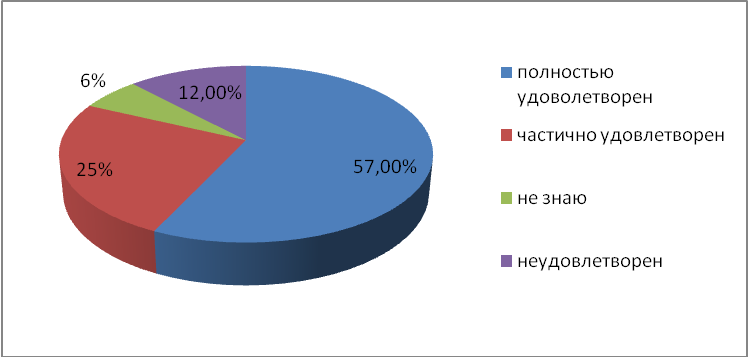 6%
12,00%
25%
57,00%
полностью
удоволетворен
частично удовлетворен
не знаю
неудовлетворен